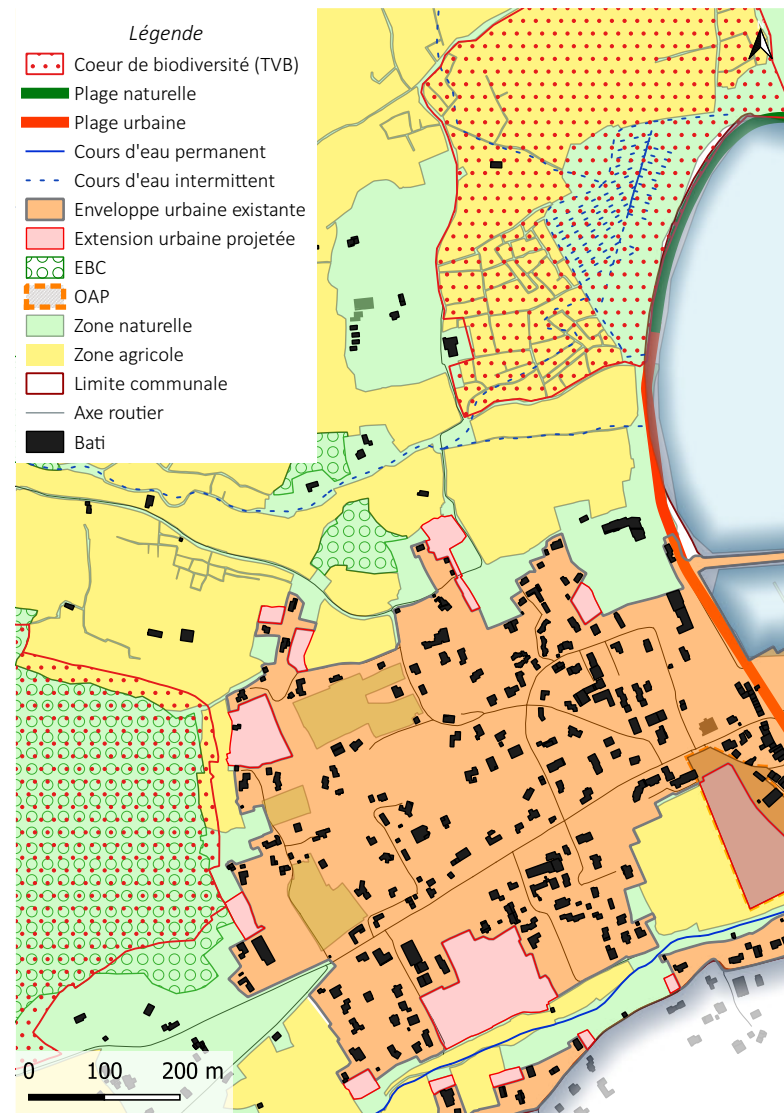 Légende
Coeur de biodiversité (TVB)
Plage naturelle
Plage urbaine
Cours d'eau permanent
Cours d'eau intermittent
Enveloppe urbaine existante
Extension urbaine projetée
EBC
OAP
Zone naturelle
Zone agricole
Limite communale
Axe routier
Bati
0 100 200 m